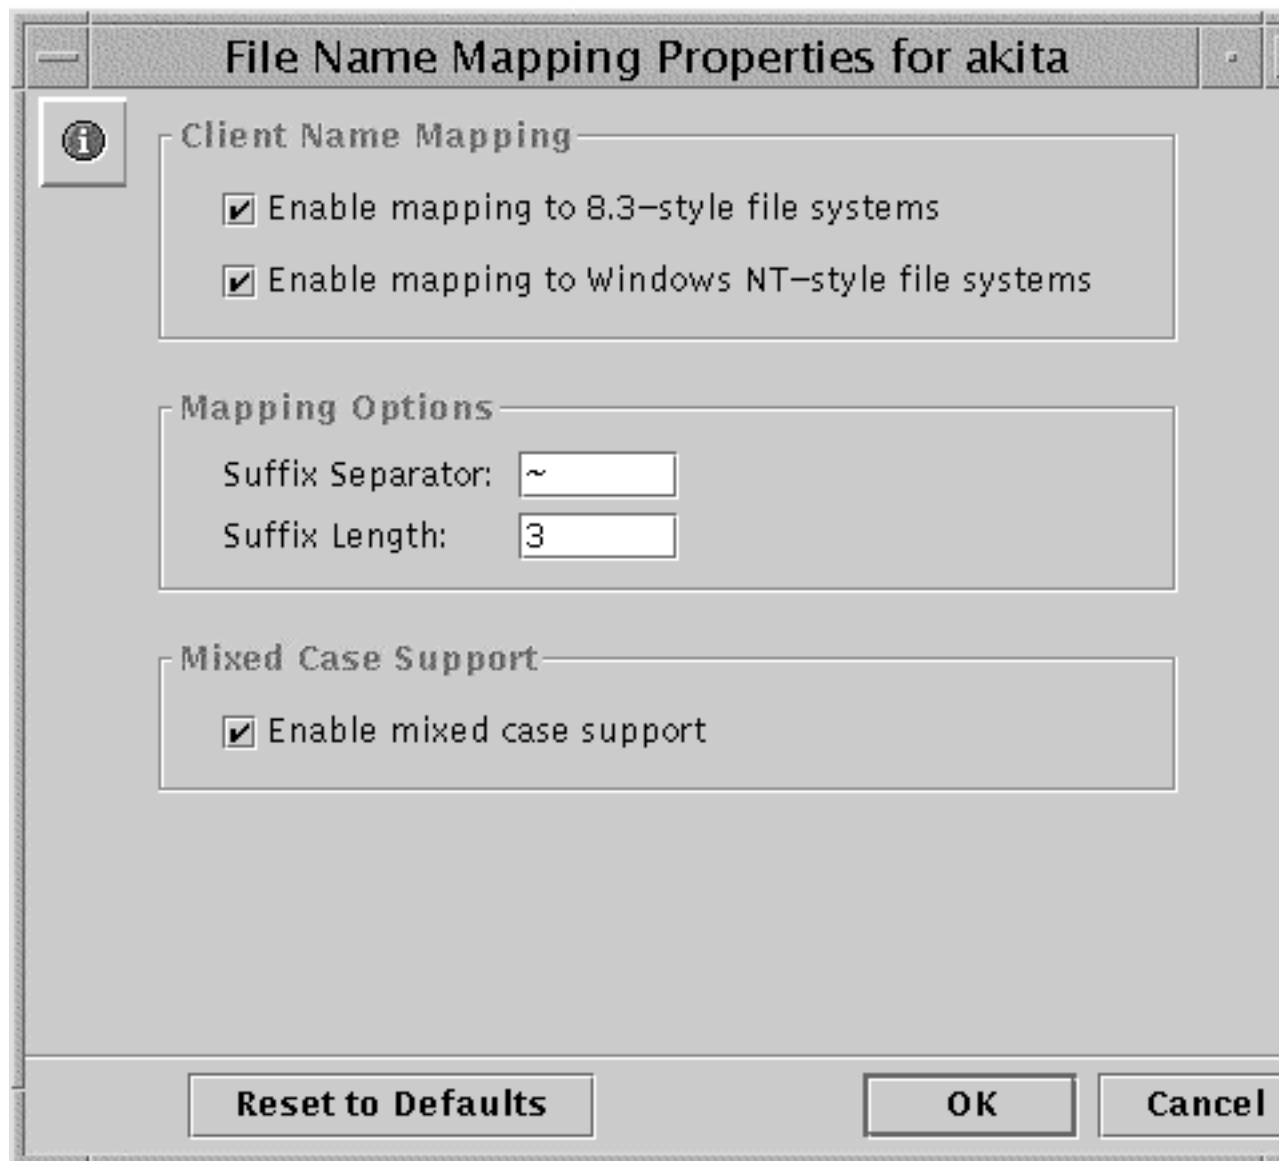 File Name Mapping Properties for akita
Client Name Mapping
Enable mapping to 8.3-style file systems
Enable mapping to Windows NT-style file systems
Mapping Options
Suffix Separator: ~
Suffix Length: 3
Mixed Case Support
Enable mixed case support
Reset to Defaults OK Cancel